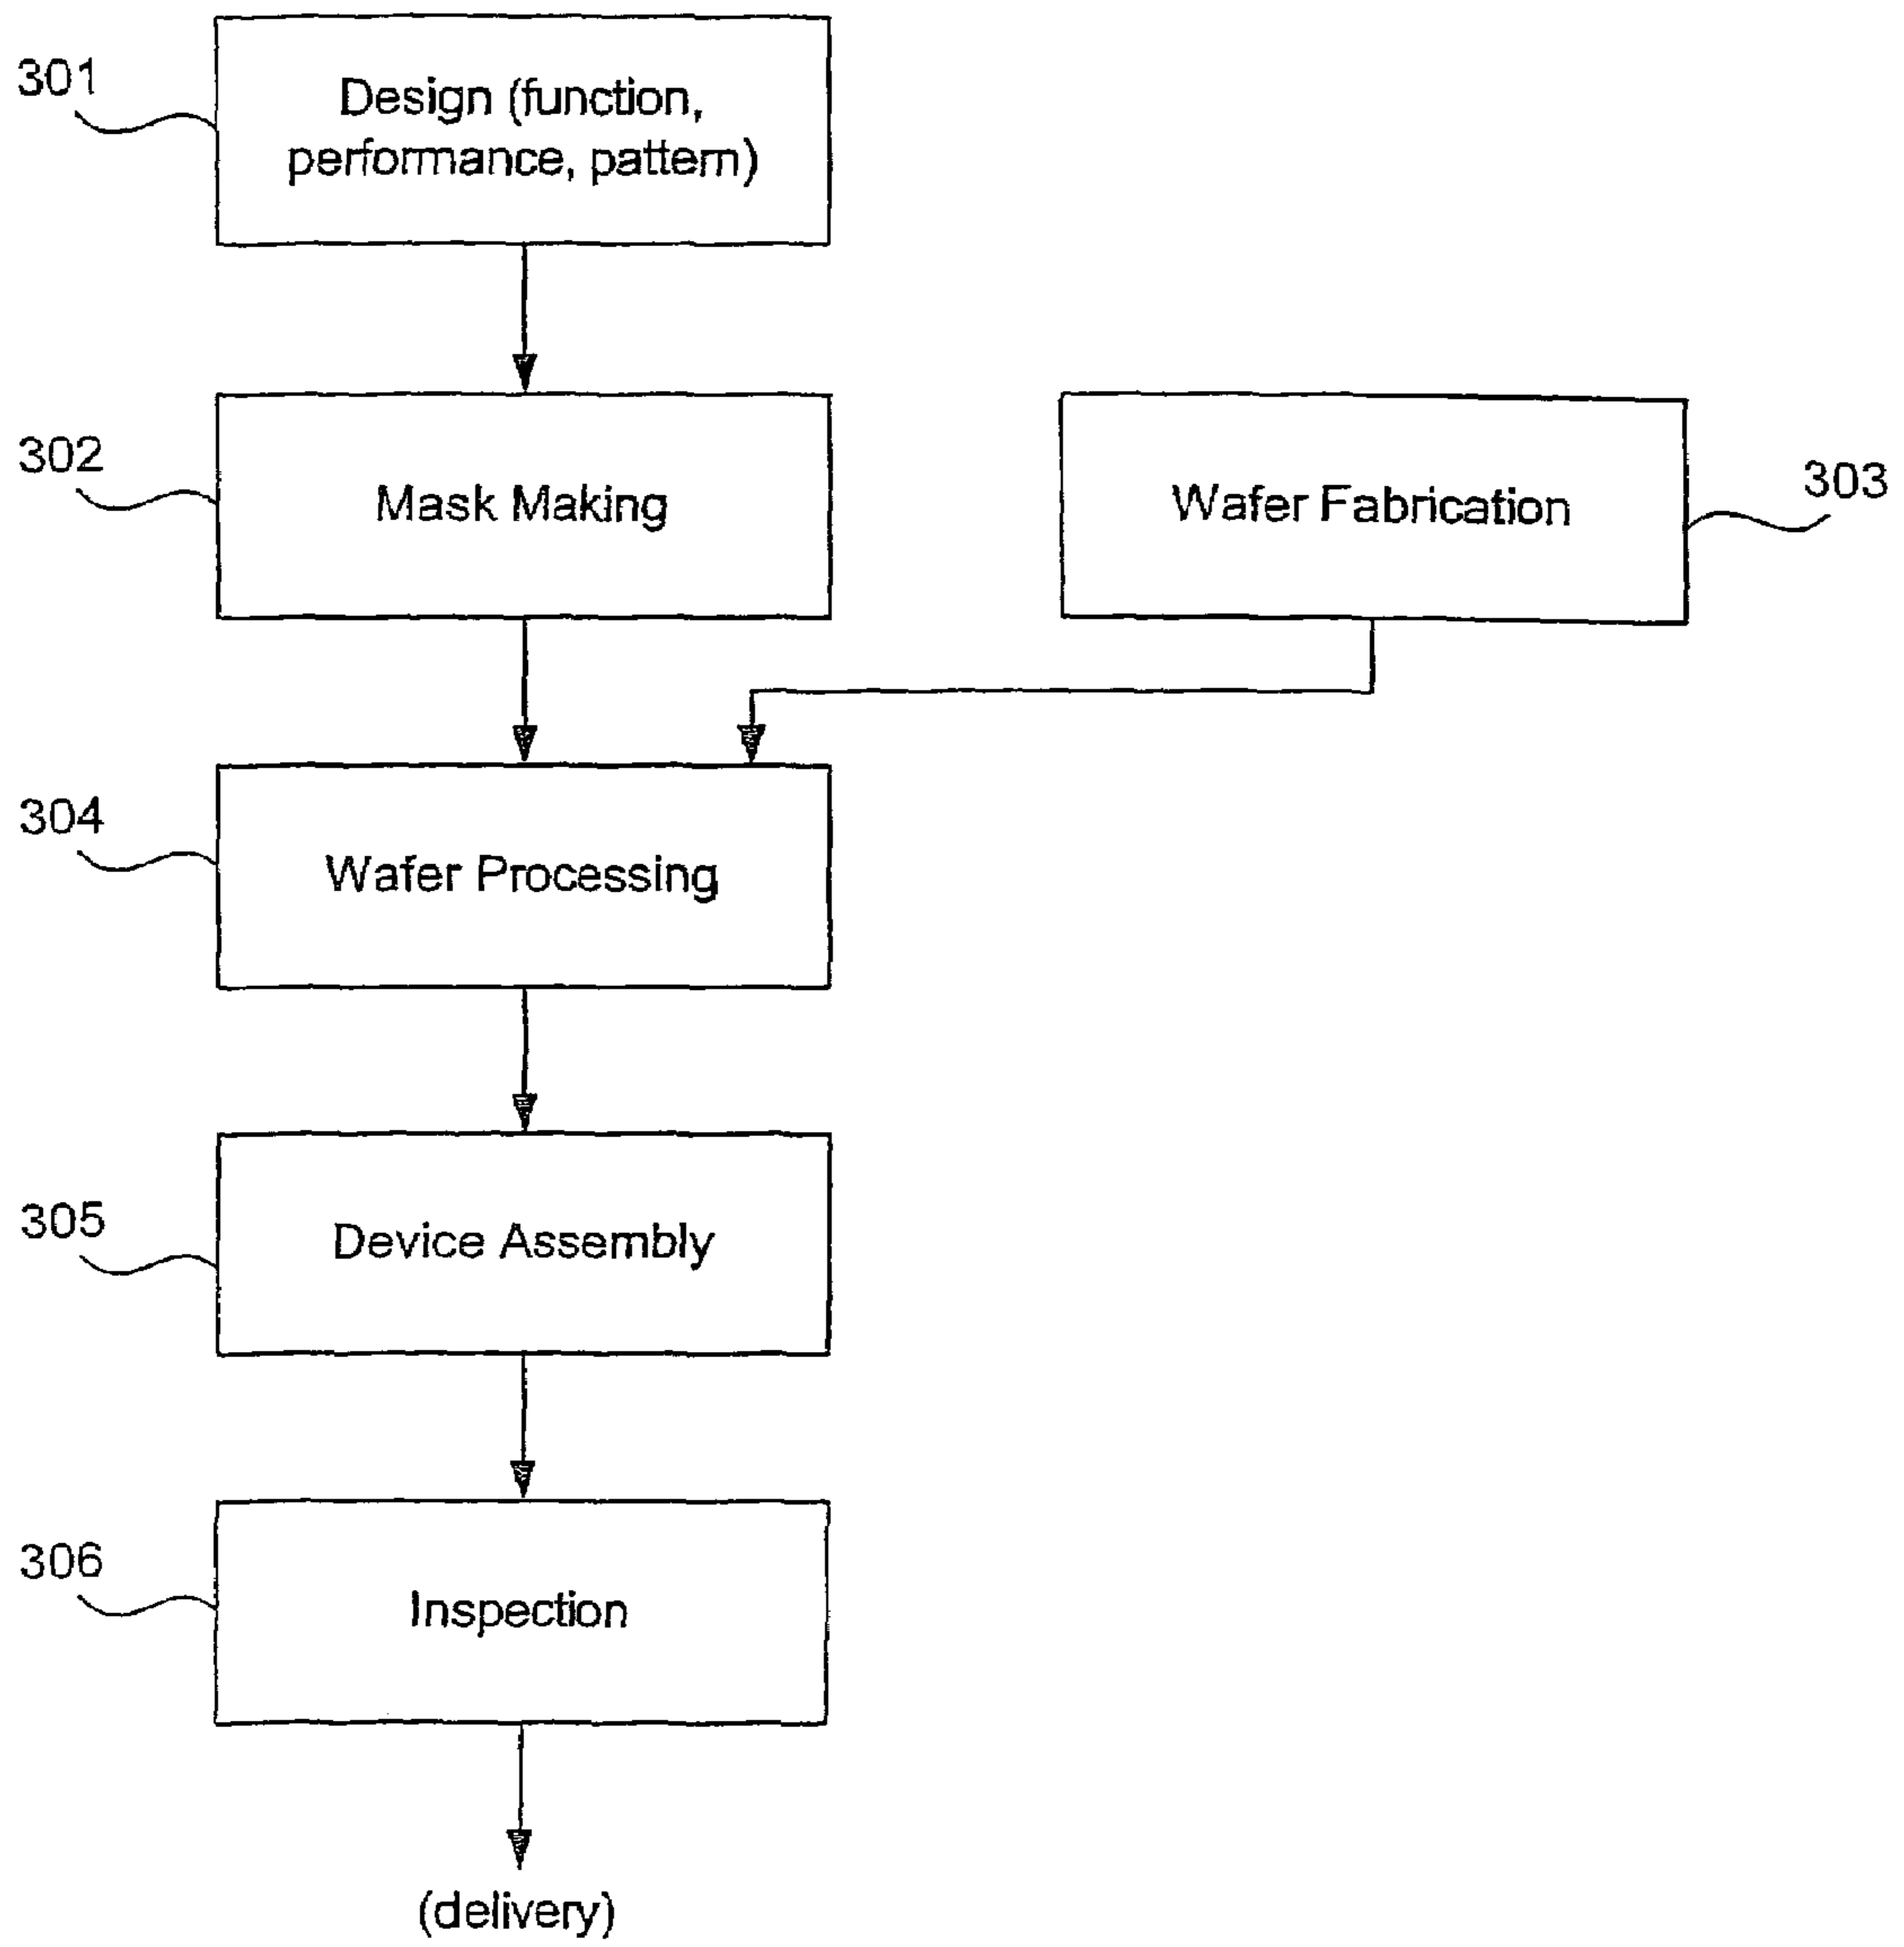 301
Design (function,
performance, pattern)
302
Mask Making
Wafer Fabrication
303
304
Wafer Processing
305
Device Assembly
306
Inspection
(delivery)